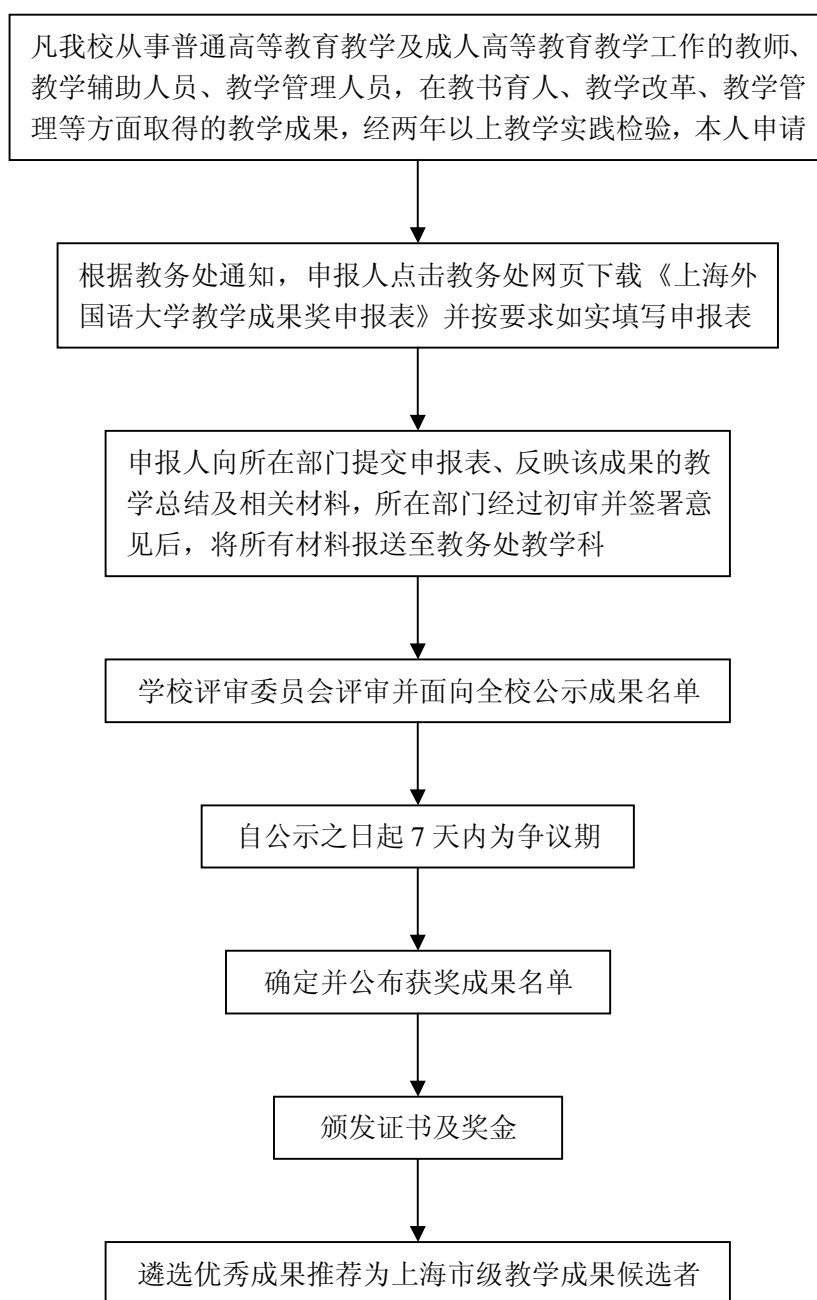 凡我校从事普通高等教育教学及成人高等教育教学工作的教师、
教学辅助人员、教学管理人员，在教书育人、教学改革、教学管
理等方面取得的教学成果，经两年以上教学实践检验，本人申请
根据教务处通知，申报人点击教务处网页下载《上海外
国语大学教学成果奖申报表》并按要求如实填写申报表
申报人向所在部门提交申报表、反映该成果的教
学总结及相关材料，所在部门经过初审并签署意
见后，将所有材料报送至教务处教学科
学校评审委员会评审并面向全校公示成果名单
自公示之日起 7 天内为争议期
确定并公布获奖成果名单
颁发证书及奖金
遴选优秀成果推荐为上海市级教学成果候选者